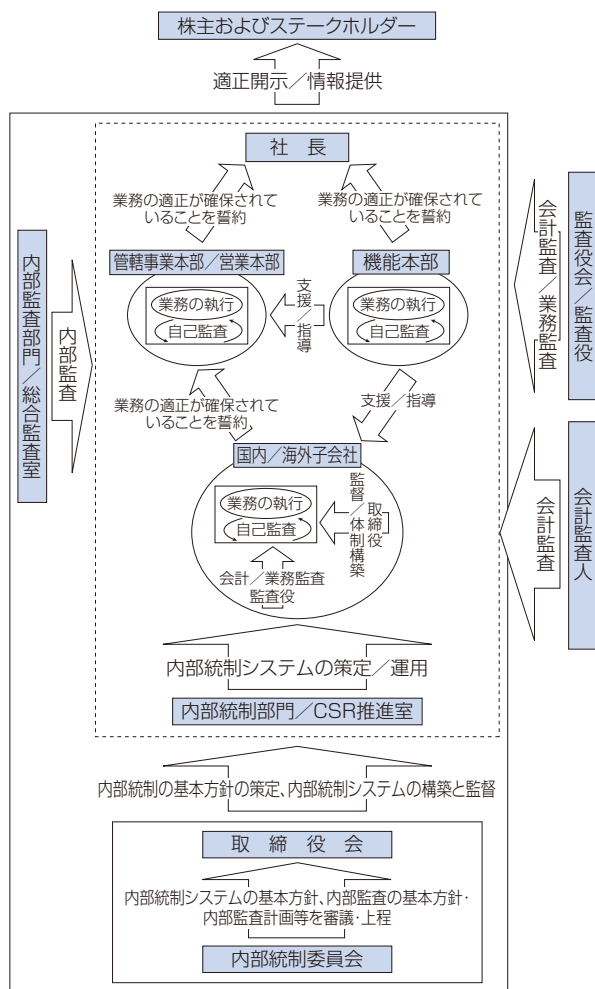 株主およびステークホルダー
適正開示／情報提供
社　長
業務の適正が確保されて
いることを誓約
業務の適正が確保されて
いることを誓約
管轄事業本部／営業本部
機能本部
業務の執行
自己監査
支援／指導
業務の執行
自己監査
内部監査部門／総合監査室
内部監査
会計監査／業務監査
監査役会／監査役
業務の適正が確保されて
いることを誓約
支援／指導
国内／海外子会社
業務の執行
自己監査
取締役
監督／体制構築
会計／業務監査
監査役
会計監査
会計監査人
内部統制システムの策定／運用
内部統制部門／CSR推進室
内部統制の基本方針の策定、内部統制システムの構築と監督
取　締　役　会
内部統制システムの基本方針、内部監査の基本方針・
内部監査計画等を審議・上程
内部統制委員会